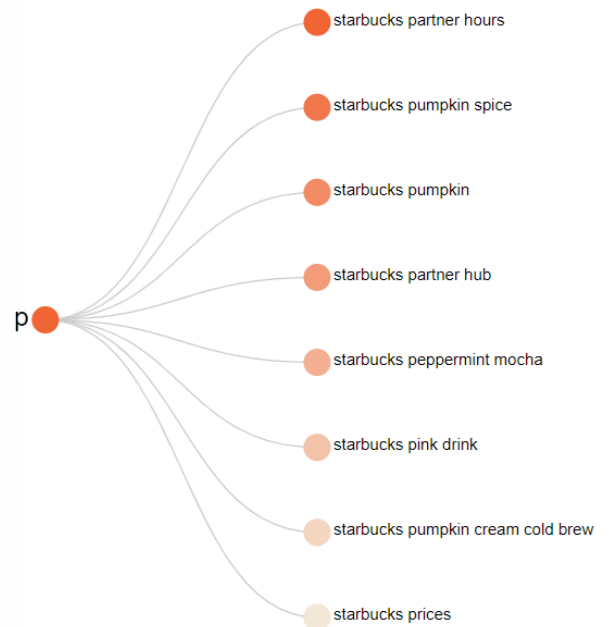 starbucks partner hours
starbucks pumpkin spice
starbucks pumpkin
starbucks partner hub
p
starbucks peppermint mocha
starbucks pink drink
starbucks pumpkin cream cold brew
starbucks prices